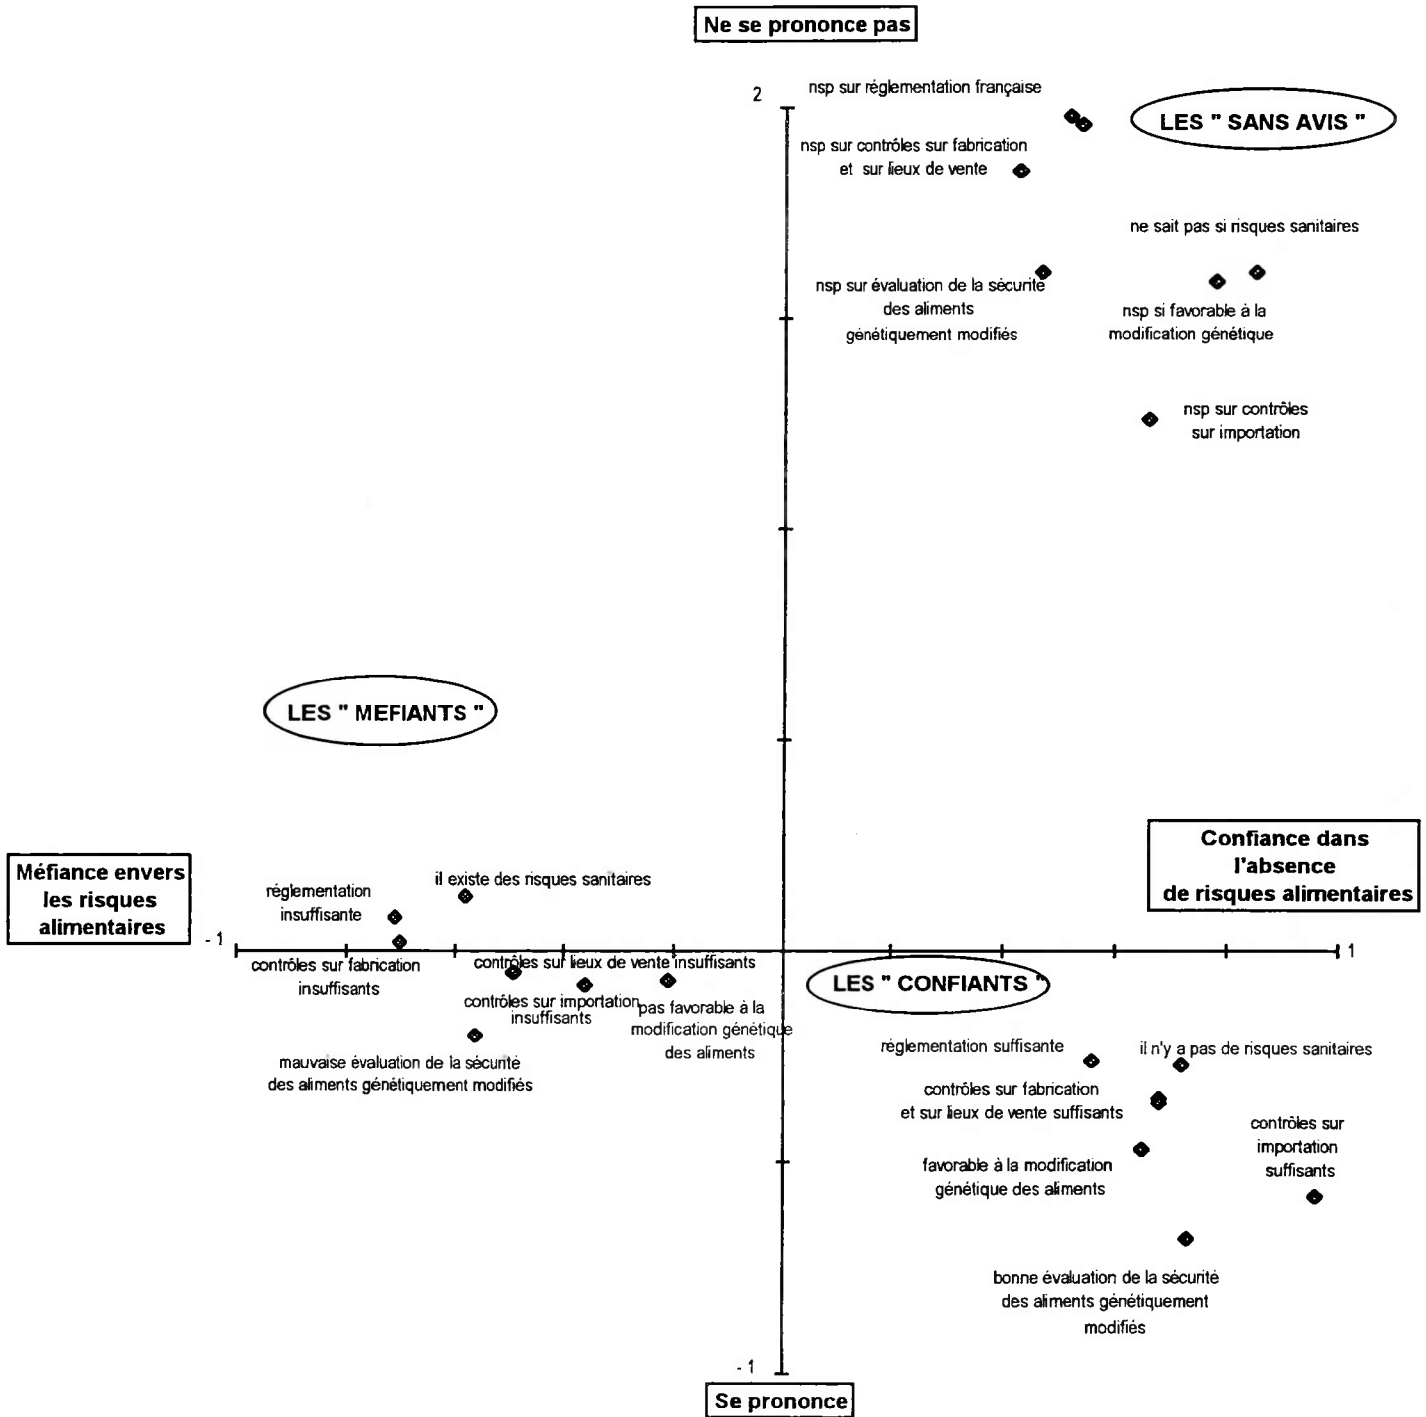 Ne se prononce pas
2
nsp sur réglementation française
LES " SANS AVIS "
nsp sur contrôles sur fabrication
et sur lieux de vente
ne sait pas si risques sanitaires
nsp sur évaluation de la sécurité
des aliments
génétiquement modifiés
nsp si favorable à la
modification génétique
nsp sur contrôles
sur importation
LES " MEFIANTS "
Méfiance envers
les risques
alimentaires
Confiance dans
l'absence
de risques alimentaires
il existe des risques sanitaires
réglementation
insuffisante
- 1
1
contrôles sur fabrication
insuffisants
contrôles sur lieux de vente insuffisants
contrôles sur importation
insuffisants
pas favorable à la
modification génétique
des aliments
mauvaise évaluation de la sécurité
des aliments génétiquement modifiés
LES " CONFIANTS "
réglementation suffisante
il n'y a pas de risques sanitaires
contrôles sur fabrication
et sur lieux de vente suffisants
contrôles sur
importation
suffisants
favorable à la modification
génétique des aliments
bonne évaluation de la sécurité
des aliments génétiquement
modifiés
- 1
Se prononce